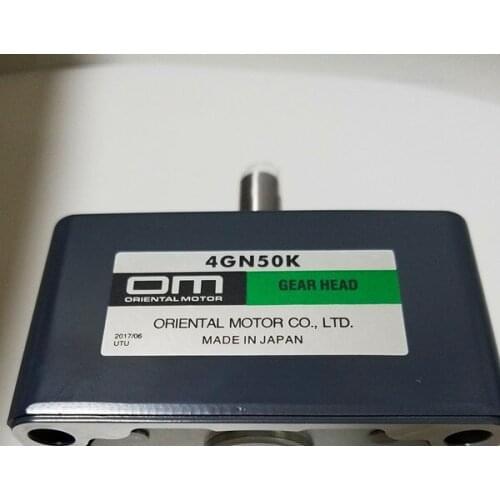 4GN50K
OM
ORIENTAL MOTOR
GEAR HEAD
ORIENTAL MOTOR CO., LTD.
2017/06
UTU
MADE IN JAPAN